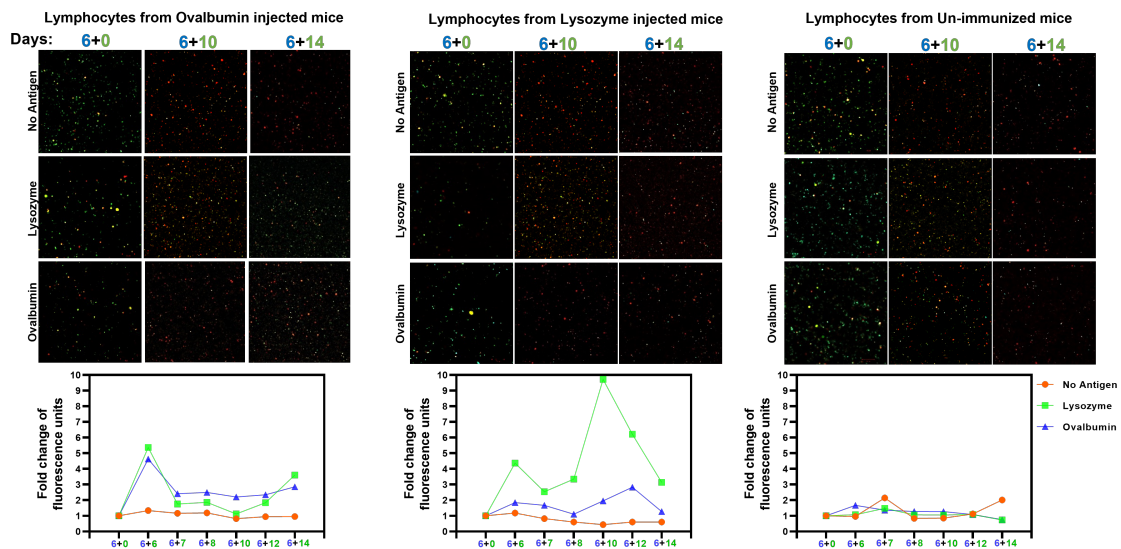 Lymphocytes from Ovalbumin injected mice
Lymphocytes from Lysozyme injected mice
Lymphocytes from Un-immunized mice
Days: 6+0 6+10 6+14
6+0 6+10 6+14
6+0 6+10 6+14
No Antigen
No Antigen
No Antigen
Lysozyme
Lysozyme
Lysozyme
Ovalbumin
Ovalbumin
Ovalbumin
Fold change of
fluorescence units
10
9
8
7
6
5
4
3
2
1
0
6+0 6+6 6+7 6+8 6+10 6+12 6+14
Fold change of
fluorescence units
10
9
8
7
6
5
4
3
2
1
0
6+0 6+6 6+7 6+8 6+10 6+12 6+14
Fold change of
fluorescence units
10
9
8
7
6
5
4
3
2
1
0
6+0 6+6 6+7 6+8 6+10 6+12 6+14
No Antigen
Lysozyme
Ovalbumin